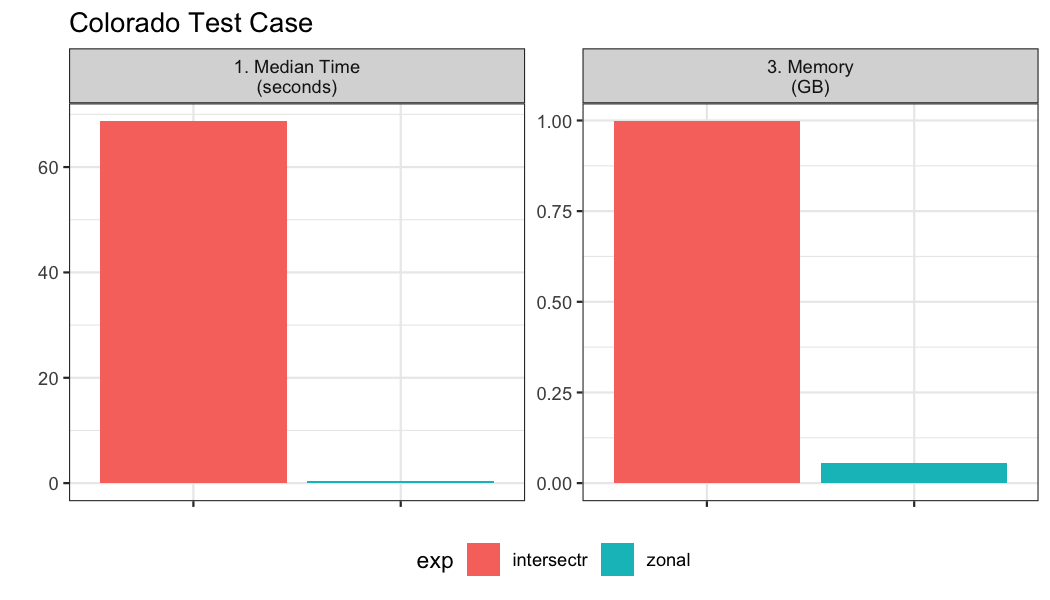 Colorado Test Case
1. Median Time
(seconds)
3. Memory
(GB)
60
40
20
0
1.00
0.75
0.50
0.25
0.00
exp intersectr zonal